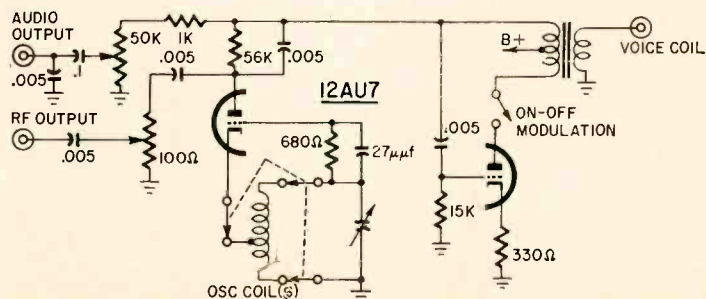 AUDIO
OUTPUT
.005
.1
50K
1K
56K
.005
.005
12AU7
B+
VOICE COIL
ON-OFF
MODULATION
RF OUTPUT
.005
100Ω
680Ω
27μμf
.005
15K
330Ω
OSC COIL(S)